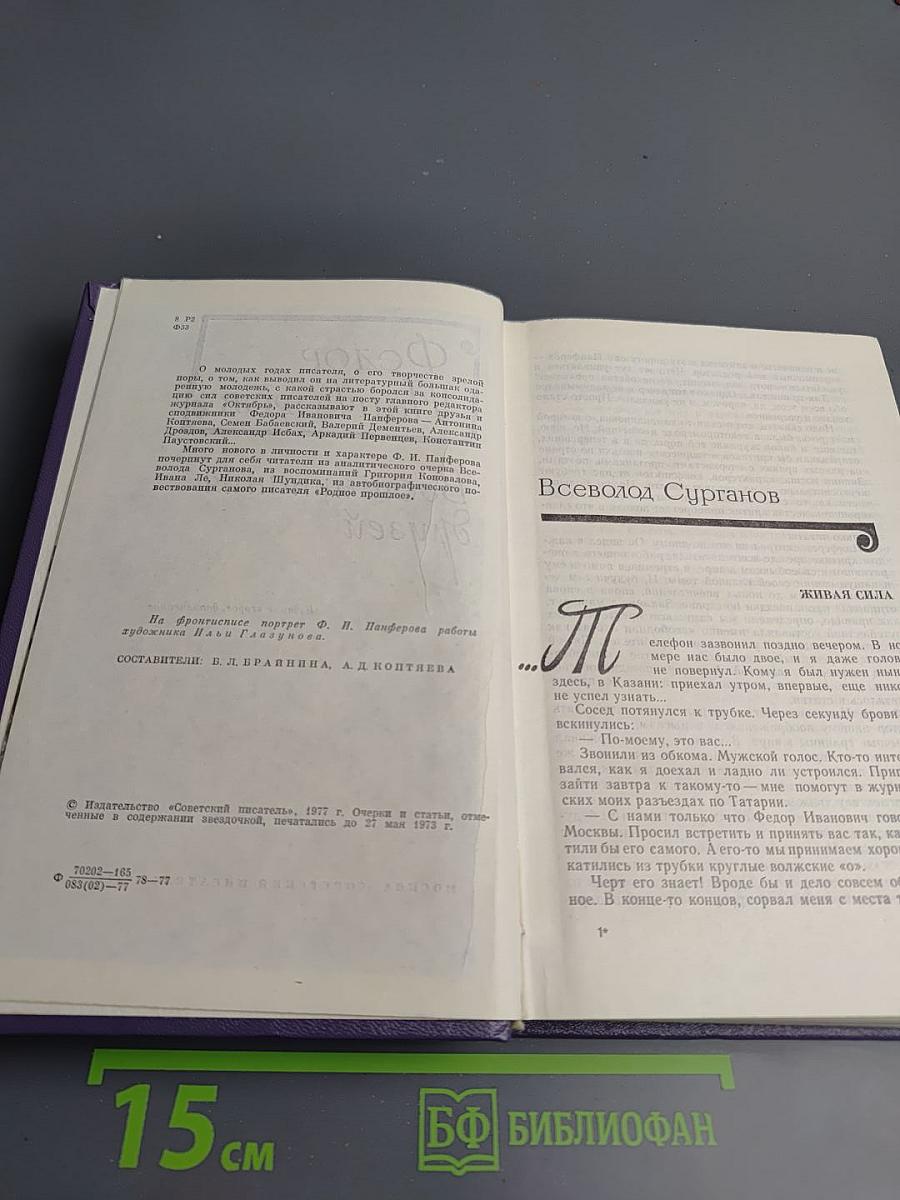 8 Р2
Ф33
О молодых годах писателя, о его творчестве зрелой
поры, о том, как выводил он на литературный большак ода-
ренную молодежь, с какой страстью боролся за консолида-
цию сил советских писателей на посту главного редактора
журнала «Октябрь», рассказывают в этой книге друзья и
сподвижники Федора Ивановича Панферова — Антонина
Коптяева, Семен Бабаевский, Валерий Дементьев, Александр
Дроздов, Александр Исбах, Аркадий Первенцев, Константин
Паустовский...
Много нового в личности и характере Ф. И. Панферова
почерпнут для себя читатели из аналитического очерка Все-
волода Сурганова, из воспоминаний Григория Коновалова,
Ивана Ле, Николая Шундика, из автобиографического по-
вествования самого писателя «Родное прошлое».
На фронтисписе портрет Ф. И. Панферова работы
художника Ильи Глазунова.
СОСТАВИТЕЛИ: Б. Л. БРАЙНИНА, А. Д. КОПТЯЕВА
© Издательство «Советский писатель», 1977 г. Очерки и статьи, отме-
ченные в содержании звездочкой, печатались до 27 мая 1973 г.
Ф 70202—165
083(02)—77 78—77
Всеволод Сурганов
ЖИВАЯ СИЛА
...Телефон зазвонил поздно вечером. В но
мере нас было двое, и я даже голов
не повернул. Кому я был нужен нын
здесь, в Казани: приехал утром, впервые, еще нико
не успел узнать...
Сосед потянулся к трубке. Через секунду брови
вскинулись:
— По-моему, это вас...
Звонили из обкома. Мужской голос. Кто-то инте
вался, как я доехал и ладно ли устроился. Приг
зайти завтра к такому-то — мне помогут в журн
ских моих разъездах по Татарии.
— С нами только что Федор Иванович гово
Москвы. Просил встретить и принять вас так, ка
тили бы его самого. А его-то мы принимаем хоро
катились из трубки круглые волжские «о».
Черт его знает! Вроде бы и дело совсем об
ное. В конце-то концов, сорвал меня с места т
1*
15 см
БФ БИБЛИОФАН